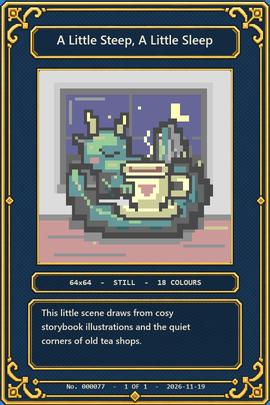 A Little Steep, A Little Sleep
64x64 - STILL - 18 COLOURS
This little scene draws from cosy
storybook illustrations and the quiet
corners of old tea shops.
No. 000077 - 1 OF 1 - 2026-11-19